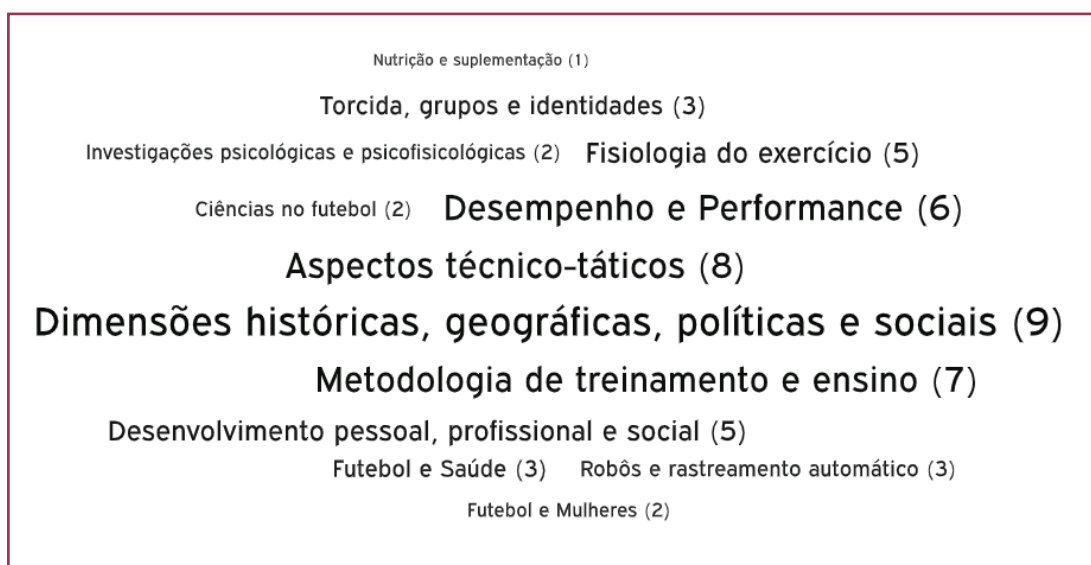 Nutrição e suplementação (1)
Torcida, grupos e identidades (3)
Investigações psicológicas e psicofisicológicas (2) Fisiologia do exercício (5)
Ciências no futebol (2) Desempenho e Performance (6)
Aspectos técnico-táticos (8)
Dimensões históricas, geográficas, políticas e sociais (9)
Metodologia de treinamento e ensino (7)
Desenvolvimento pessoal, profissional e social (5)
Futebol e Saúde (3) Robôs e rastreamento automático (3)
Futebol e Mulheres (2)